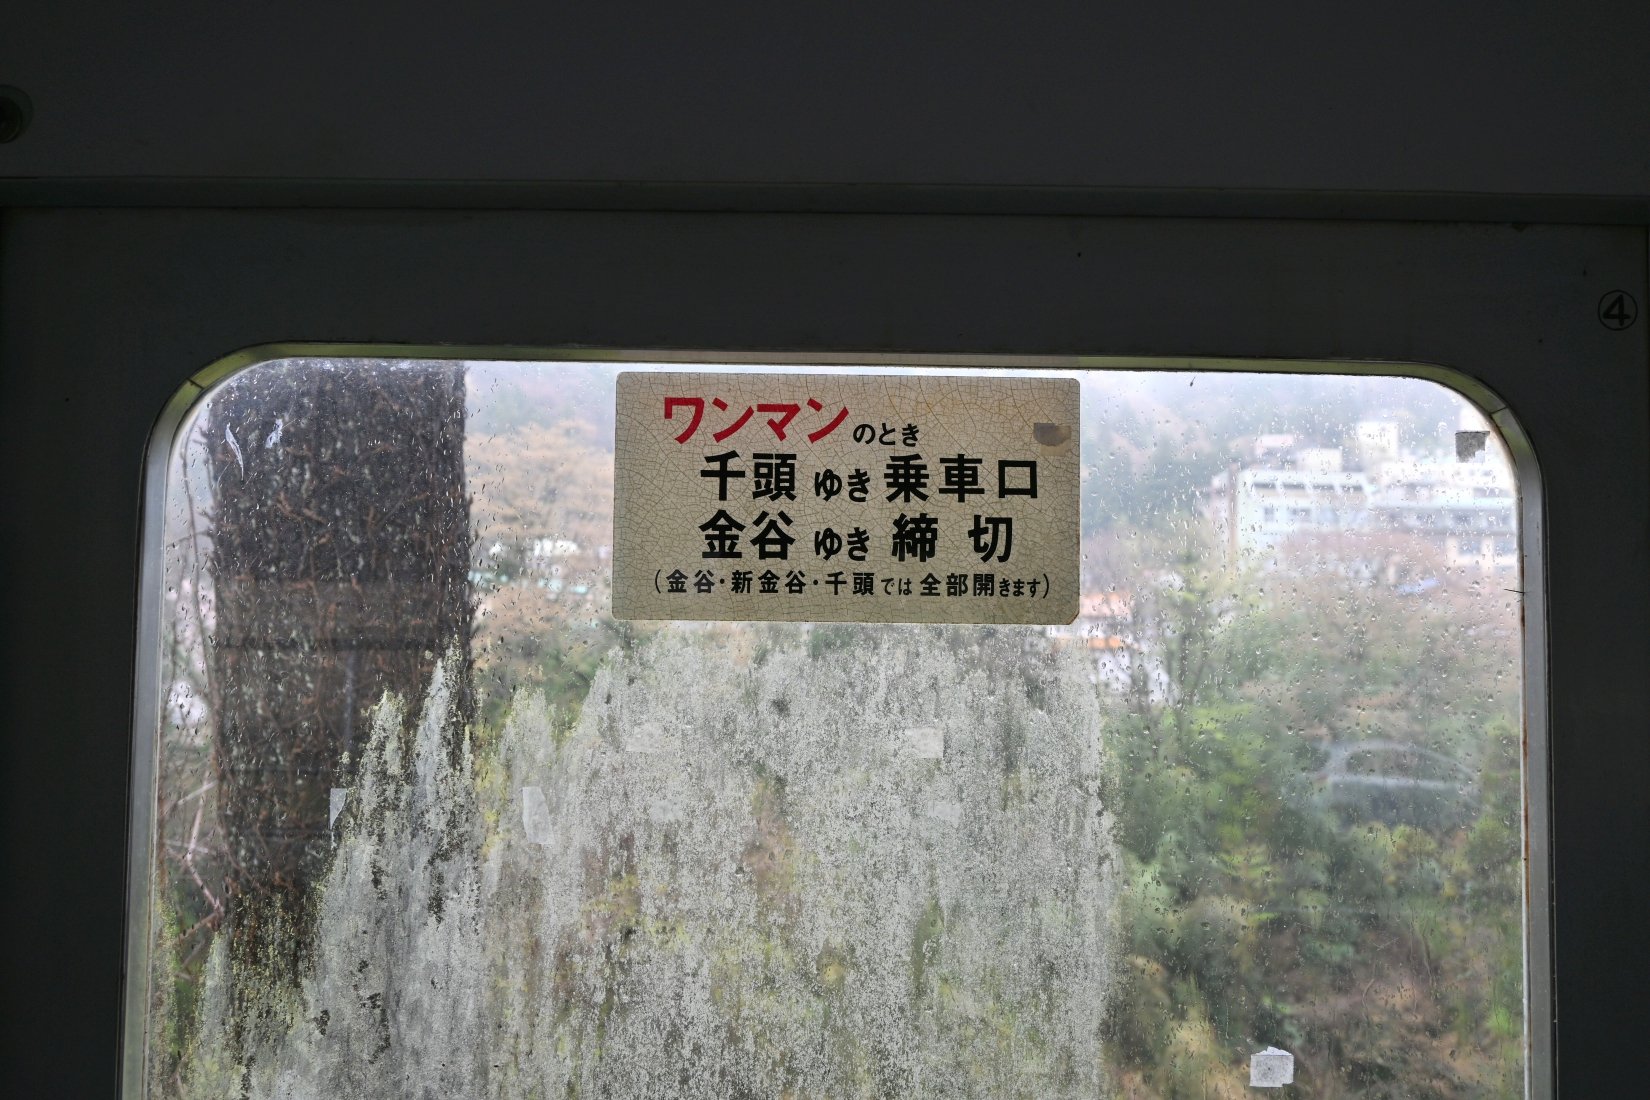 ワンマンのとき
千頭ゆき乗車口
金谷ゆき締切
(金谷・新金谷・千頭では全部開きます)
④